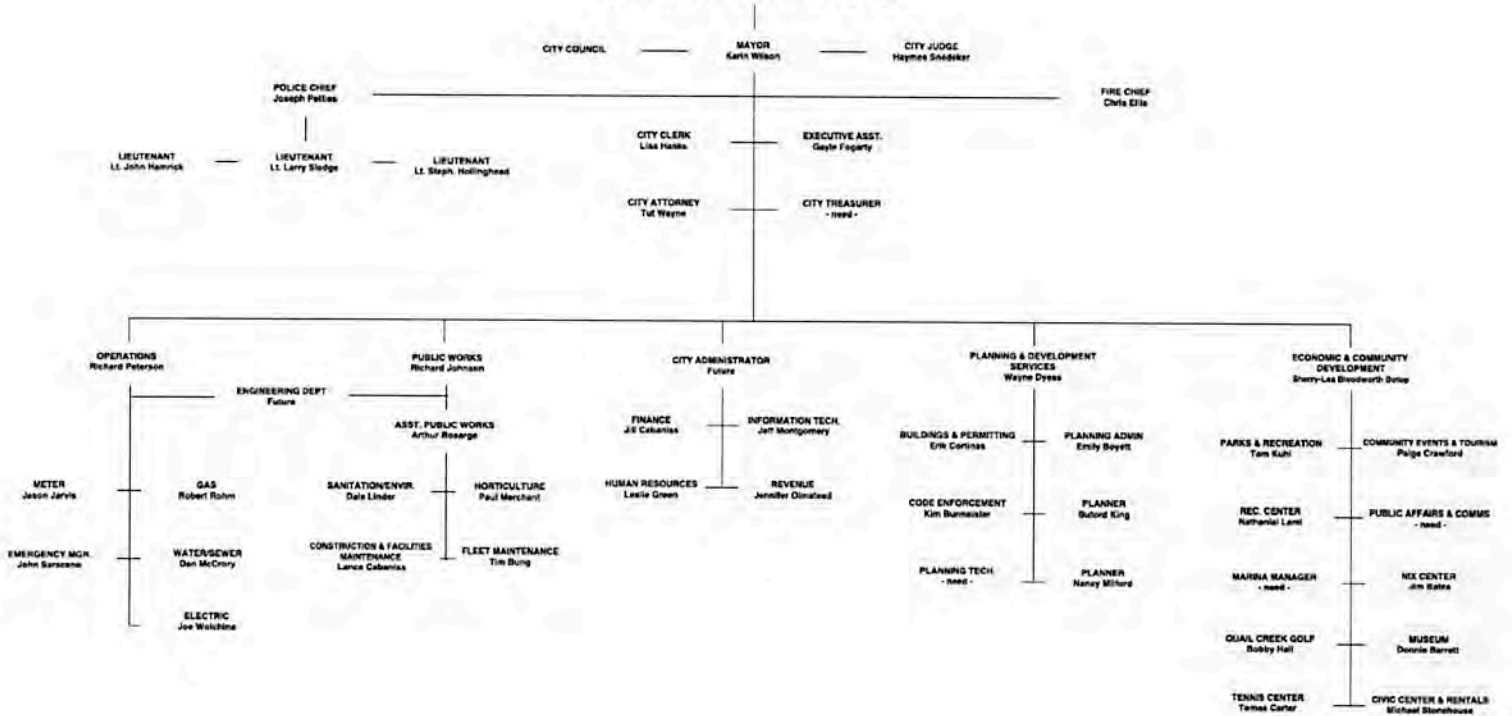 CITY COUNCIL
MAYOR
Karin Wilson
CITY JUDGE
Haymes Snedeker
POLICE CHIEF
Joseph Petties
FIRE CHIEF
Chris Ellis
CITY CLERK
Lisa Hanks
EXECUTIVE ASST.
Gayle Fogarty
LIEUTENANT
Lt. John Hamrick
LIEUTENANT
Lt. Larry Sledge
LIEUTENANT
Lt. Steph. Hollinghead
CITY ATTORNEY
Tut Wayne
CITY TREASURER
- need -
OPERATIONS
Richard Peterson
PUBLIC WORKS
Richard Johnson
CITY ADMINISTRATOR
Future
PLANNING & DEVELOPMENT
SERVICES
Wayne Dyess
ECONOMIC & COMMUNITY
DEVELOPMENT
Sherry-Lea Bloodworth Botop
ENGINEERING DEPT
Future
ASST. PUBLIC WORKS
Arthur Bosarge
FINANCE
Jill Cabaniss
INFORMATION TECH.
Jeff Montgomery
BUILDINGS & PERMITTING
Erik Cortinas
PLANNING ADMIN
Emily Boyett
PARKS & RECREATION
Tom Kuhl
COMMUNITY EVENTS & TOURISM
Paige Crawford
METER
Jason Jarvis
GAS
Robert Rohm
SANITATION/ENVIR.
Dale Linder
HORTICULTURE
Paul Merchant
HUMAN RESOURCES
Leslie Green
REVENUE
Jennifer Olmstead
CODE ENFORCEMENT
Kim Burmeister
PLANNER
Buford King
REC. CENTER
Nathanial
PUBLIC AFFAIRS & COMMS
- need -
EMERGENCY MGR.
John Saraceno
WATER/SEWER
Dan McCrory
CONSTRUCTION & FACILITIES
MAINTENANCE
Lance Cabaniss
FLEET MAINTENANCE
Tim Bung
PLANNING TECH.
- need -
PLANNER
Nancy Milford
MARINA MANAGER
- need -
NIX CENTER
Jim Bates
ELECTRIC
Joe Wolchina
QUAIL CREEK GOLF
Bobby Hall
MUSEUM
Donnie Barrett
TENNIS CENTER
Tomas Carter
CIVIC CENTER & RENTALS
Michael Stonehouse